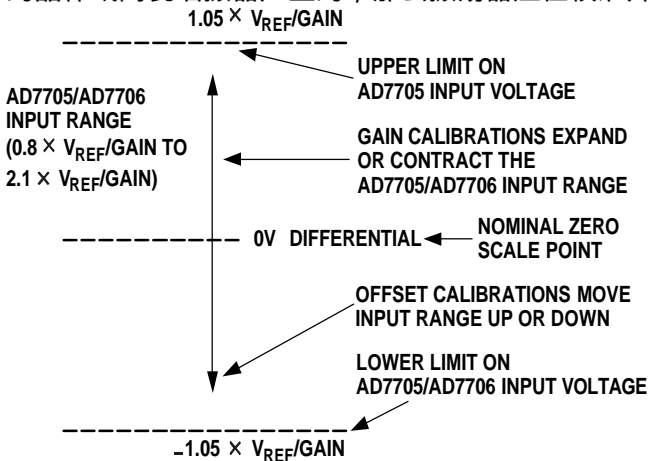 1.05 × VREF/GAIN
UPPER LIMIT ON
AD7705 INPUT VOLTAGE
AD7705/AD7706
INPUT RANGE
(0.8 × VREF/GAIN TO
2.1 × VREF/GAIN)
GAIN CALIBRATIONS EXPAND
OR CONTRACT THE
AD7705/AD7706 INPUT RANGE
0V DIFFERENTIAL
NOMINAL ZERO
SCALE POINT
OFFSET CALIBRATIONS MOVE
INPUT RANGE UP OR DOWN
LOWER LIMIT ON
AD7705/AD7706 INPUT VOLTAGE
–1.05 × VREF/GAIN